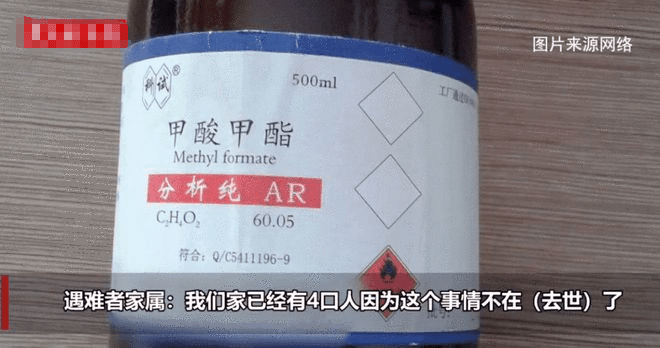 图片来源网络
科试®
500ml
甲酸甲酯
Methyl formate
分析纯 AR
C₂H₄O₂ 60.05
符合：Q/C5411196-9
遇难者家属：我们家已经有4口人因为这个事情不在（去世）了